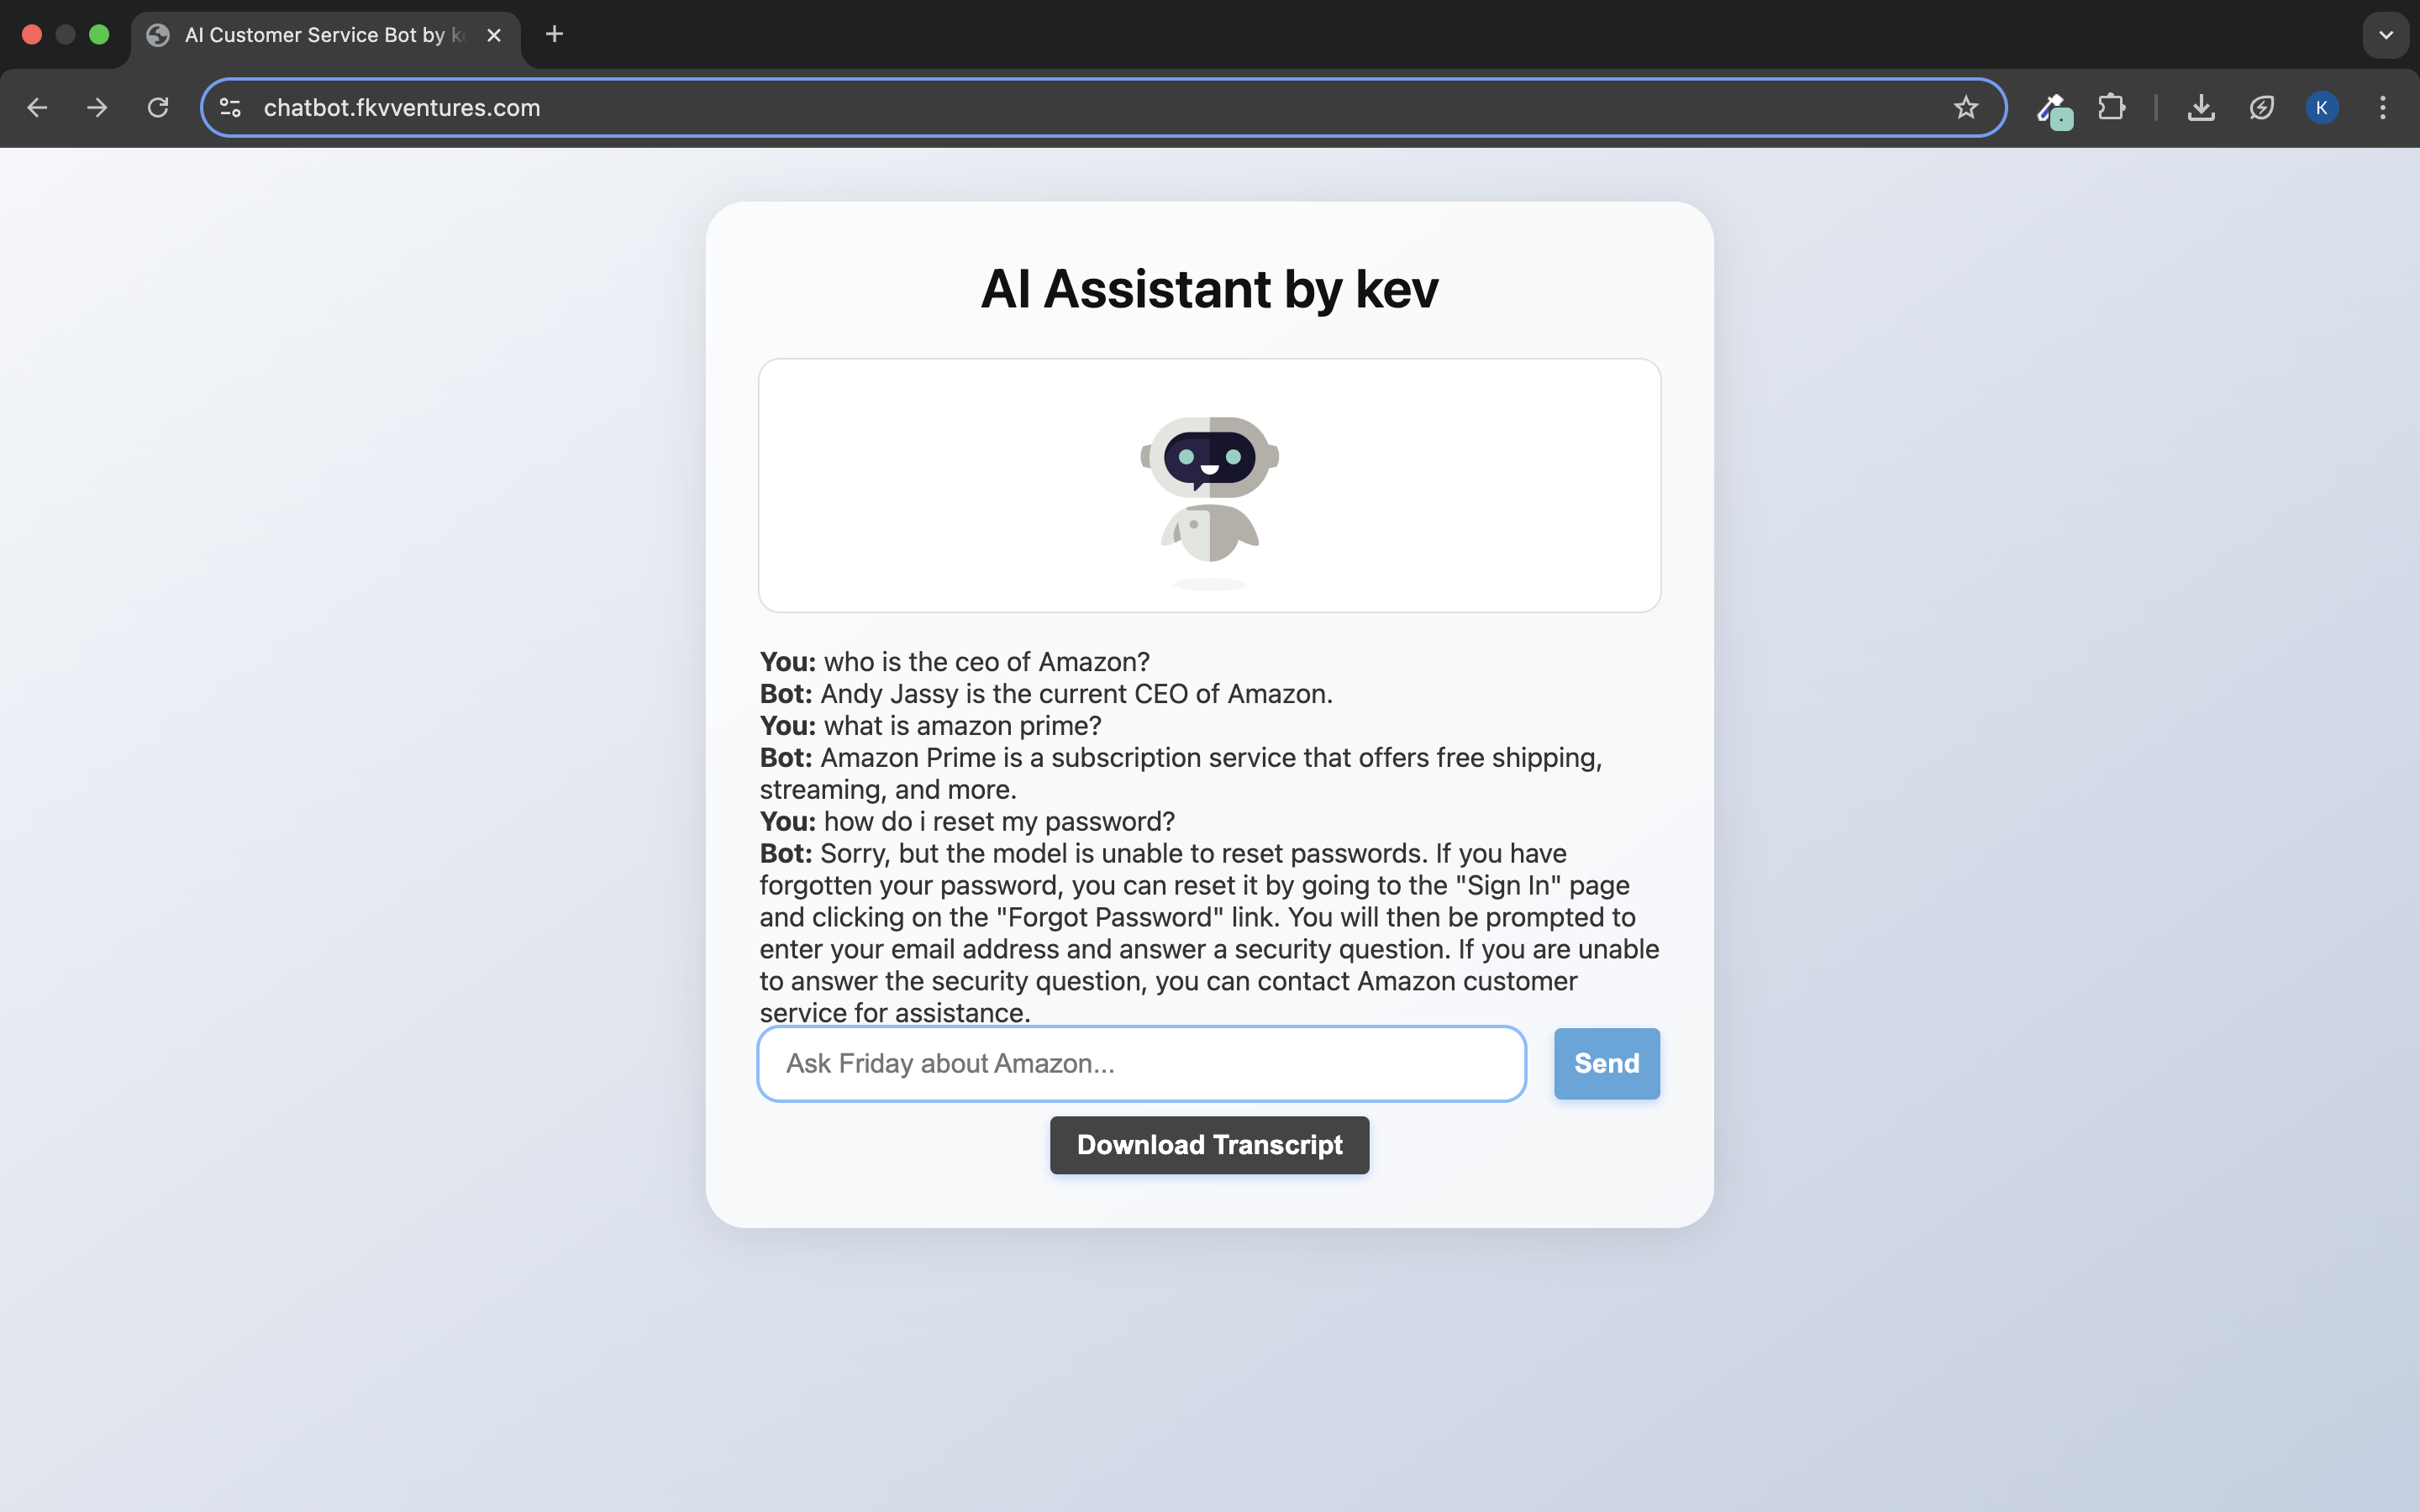 AI Customer Service Bot by
chatbot.fkvventures.com
K
AI Assistant by kev
You: who is the ceo of Amazon?
Bot: Andy Jassy is the current CEO of Amazon.
You: what is amazon prime?
Bot: Amazon Prime is a subscription service that offers free shipping,
streaming, and more.
You: how do i reset my password?
Bot: Sorry, but the model is unable to reset passwords. If you have
forgotten your password, you can reset it by going to the "Sign In" page
and clicking on the "Forgot Password" link. You will then be prompted to
enter your email address and answer a security question. If you are unable
to answer the security question, you can contact Amazon customer
service for assistance.
Ask Friday about Amazon...
Send
Download Transcript